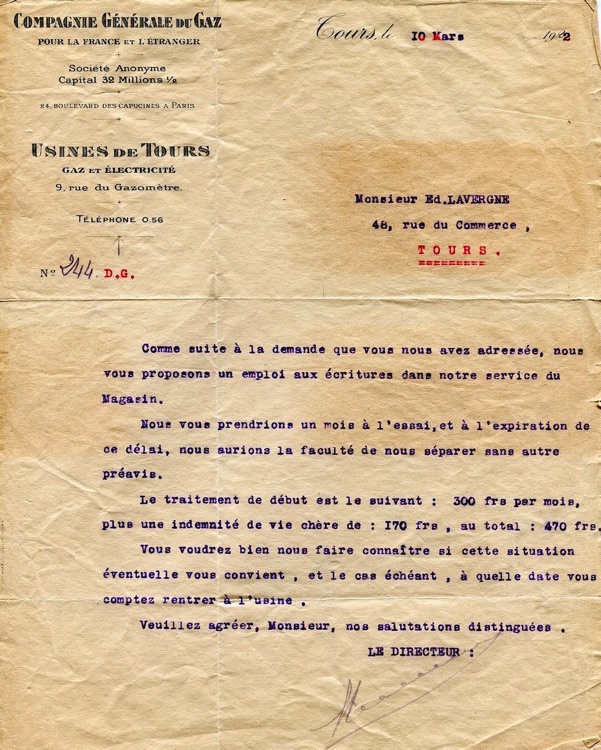 COMPAGNIE GÉNÉRALE DU GAZ
POUR LA FRANCE ET L'ÉTRANGER
Société Anonyme
Capital 32 Millions 1/2
24, BOULEVARD DES CAPUCINES A PARIS
USINES DE TOURS
GAZ ET ÉLECTRICITÉ
9, rue du Gazomètre.
TÉLÉPHONE 0.56
Nº 244. D.G.
Tours, le 10 Mars 1922
Monsieur Ed.LAVERGNE
48, rue du Commerce ,
TOURS.
Comme suite à la demande que vous nous avez adressée, nous
vous proposons un emploi aux écritures dans notre service du
Magasin.
Nous vous prendrions un mois à l'essai,et à l'expiration de
ce délai, nous aurions la faculté de nous séparer sans autre
préavis.
Le traitement de début est le suivant : 300 frs par mois,
plus une indemnité de vie chère de : 170 frs , au total : 470 frs.
Vous voudrez bien nous faire connaître si cette situation
éventuelle vous convient , et le cas échéant , à quelle date vous
comptez rentrer à l'usine .
Veuillez agréer, Monsieur, nos salutations distinguées .
LE DIRECTEUR :